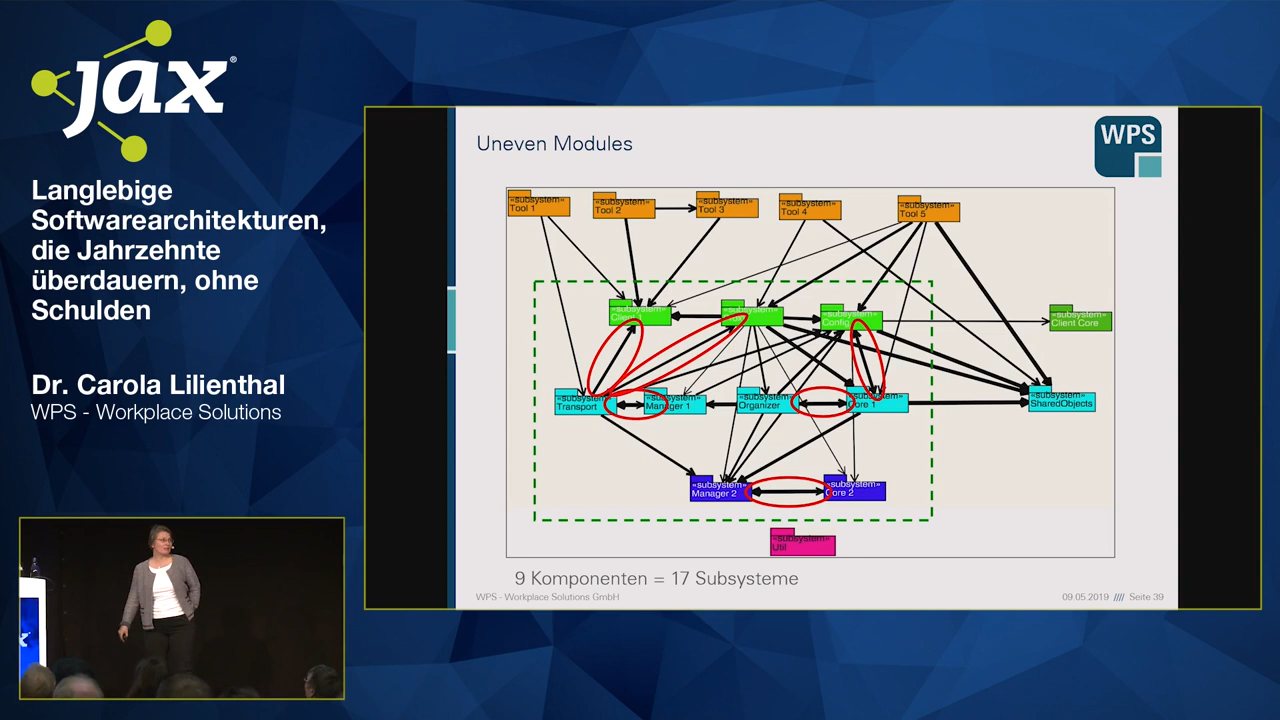 jax®
Langlebige
Softwarearchitekturen,
die Jahrzehnte
überdauern, ohne
Schulden
Dr. Carola Lilienthal
WPS - Workplace Solutions
Uneven Modules
WPS
«subsystem»
Tool 1
«subsystem»
Tool 2
«subsystem»
Tool 3
«subsystem»
Tool 4
«subsystem»
Tool 5
«subsystem»
«subsystem»
«subsystem»
Config
«subsystem»
Client Core
«subsystem»
Transport
«subsystem»
Manager 1
«subsystem»
Organizer
«subsystem»
Core 1
«subsystem»
SharedObjects
«subsystem»
Manager 2
«subsystem»
Core 2
«subsystem»
Util
9 Komponenten = 17 Subsysteme
WPS - Workplace Solutions GmbH
09.05.2019 //// Seite 39